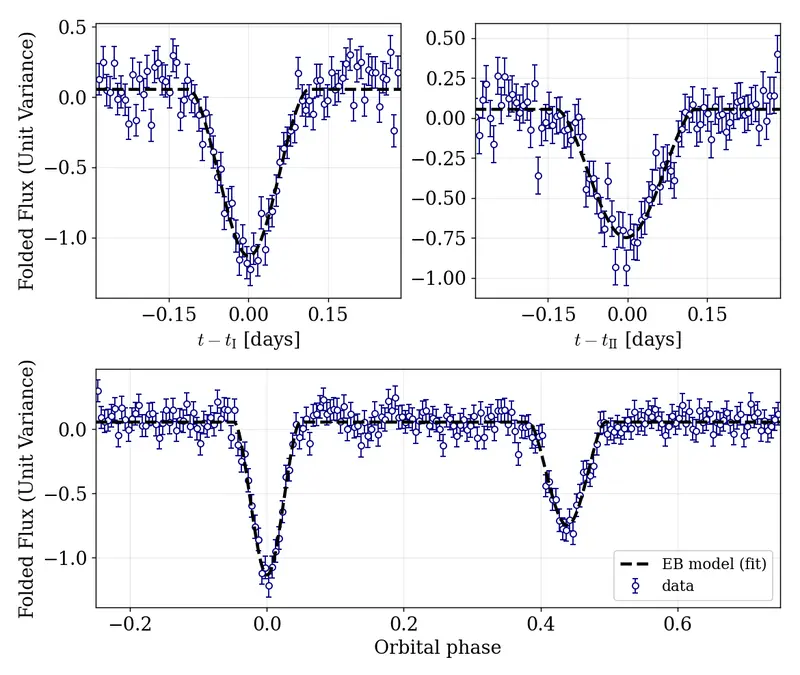 Folded Flux (Unit Variance)
0.5
0.0
−0.5
−1.0
−0.15 0.00 0.15
t − tI [days]
0.50
0.25
0.00
−0.25
−0.50
−0.75
−1.00
−0.15 0.00 0.15
t − tII [days]
Folded Flux (Unit Variance)
0.0
−0.5
−1.0
−0.2 0.0 0.2 0.4 0.6
Orbital phase
EB model (fit)
data